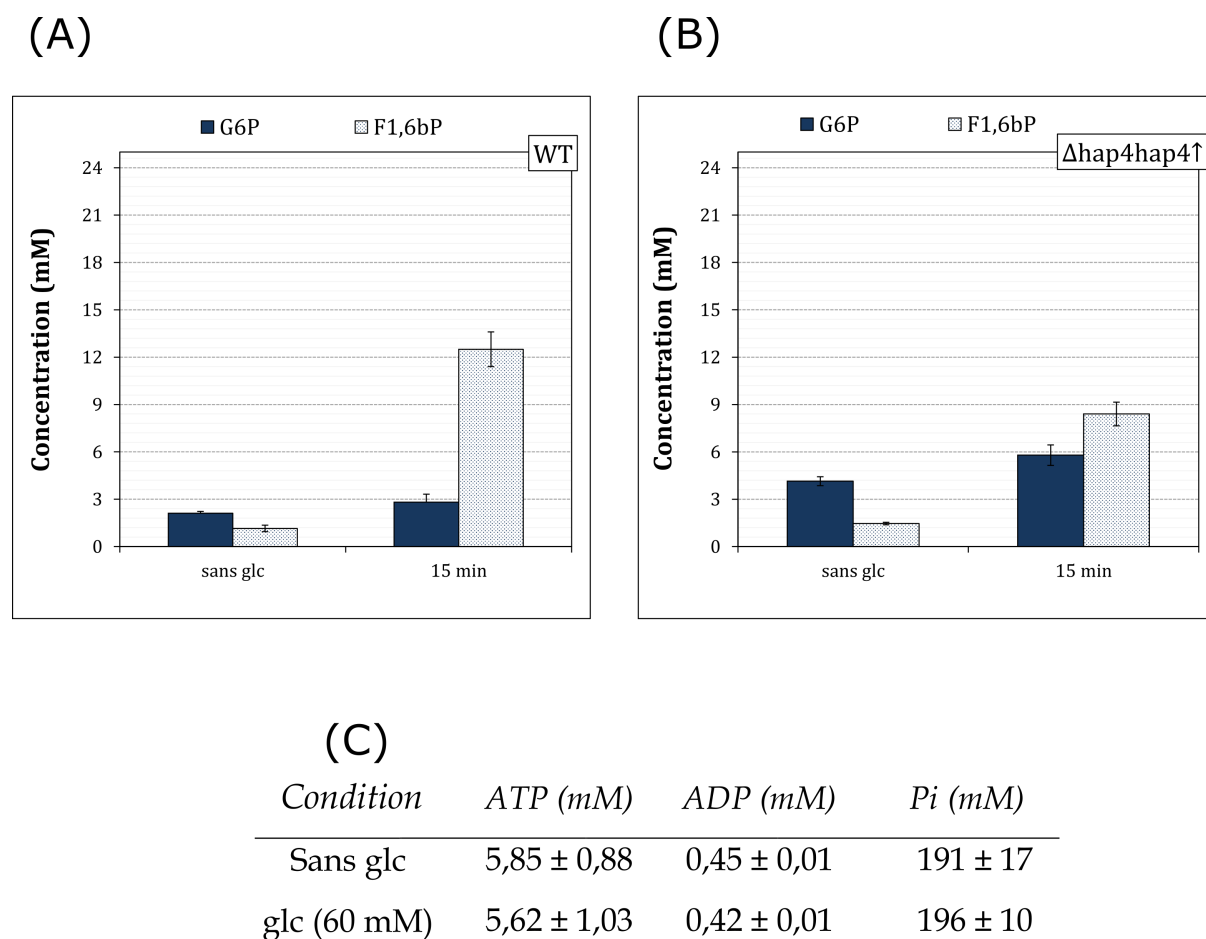 (A)
(B)
G6P F1,6bP
WT
24
21
18
15
12
9
6
3
0
Concentration (mM)
sans glc 15 min
G6P F1,6bP
Δhap4hap4↑
24
21
18
15
12
9
6
3
0
Concentration (mM)
sans glc 15 min
(C)
Condition ATP (mM) ADP (mM) Pi (mM)
Sans glc 5,85 ± 0,88 0,45 ± 0,01 191 ± 17
glc (60 mM) 5,62 ± 1,03 0,42 ± 0,01 196 ± 10